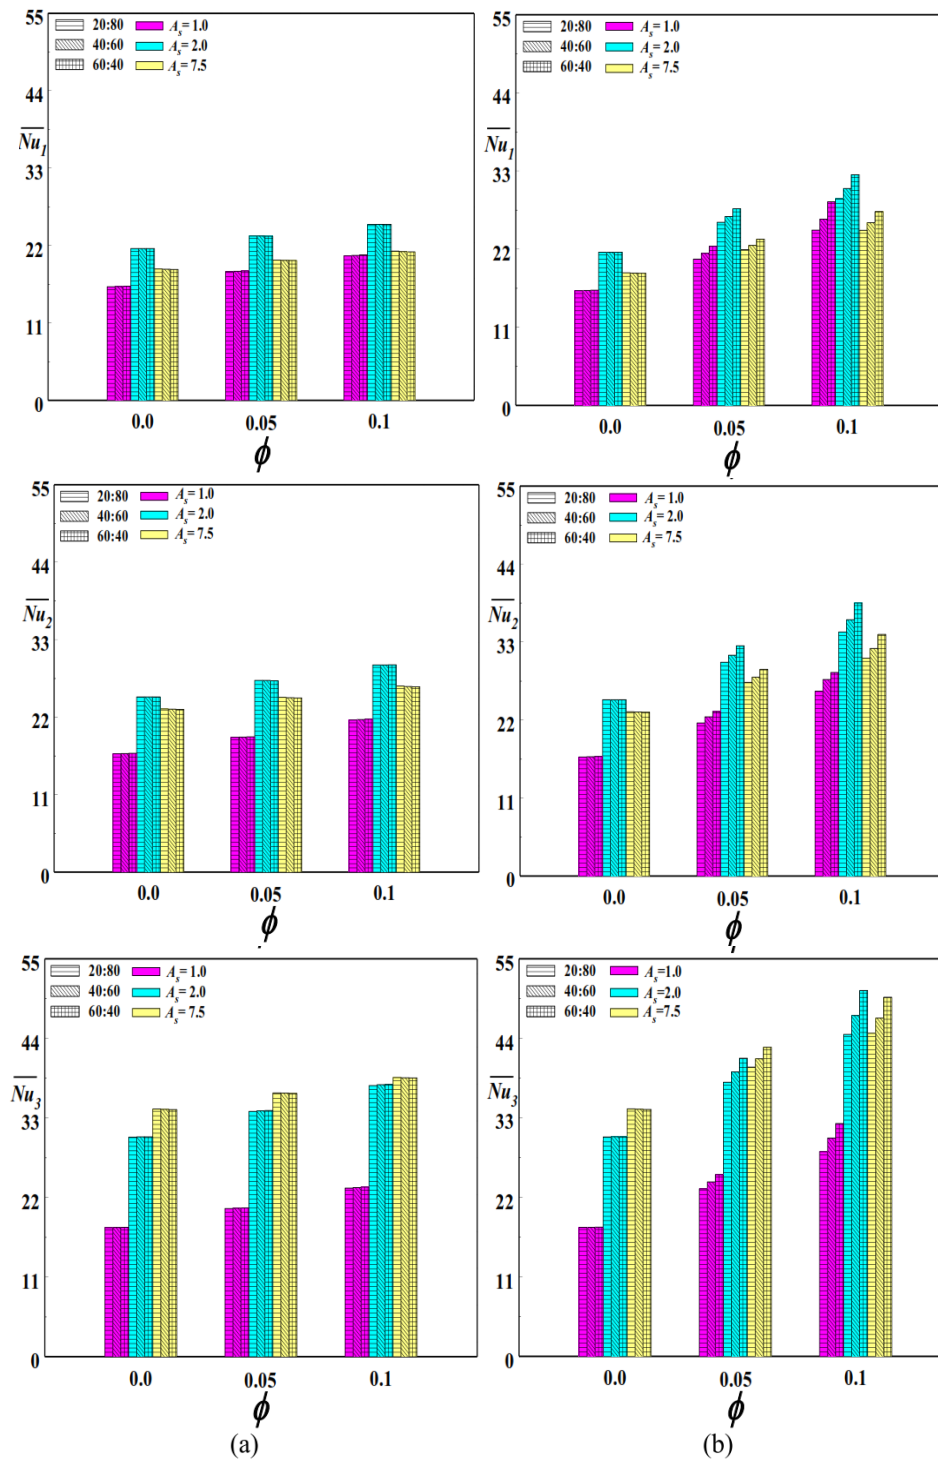 55
20:80 A_s = 1.0
40:60 A_s = 2.0
60:40 A_s = 7.5
44
Nu_1
33
22
11
0
0.0 0.05 0.1
ϕ
55
20:80 A_s = 1.0
40:60 A_s = 2.0
60:40 A_s = 7.5
44
Nu_1
33
22
11
0
0.0 0.05 0.1
ϕ
55
20:80 A_s = 1.0
40:60 A_s = 2.0
60:40 A_s = 7.5
44
Nu_2
33
22
11
0
0.0 0.05 0.1
ϕ
55
20:80 A_s = 1.0
40:60 A_s = 2.0
60:40 A_s = 7.5
44
Nu_2
33
22
11
0
0.0 0.05 0.1
ϕ
55
20:80 A_s = 1.0
40:60 A_s = 2.0
60:40 A_s = 7.5
44
Nu_3
33
22
11
0
0.0 0.05 0.1
ϕ
55
20:80 A_s =1.0
40:60 A_s =2.0
60:40 A_s =7.5
44
Nu_3
33
22
11
0
0.0 0.05 0.1
ϕ
(a) (b)